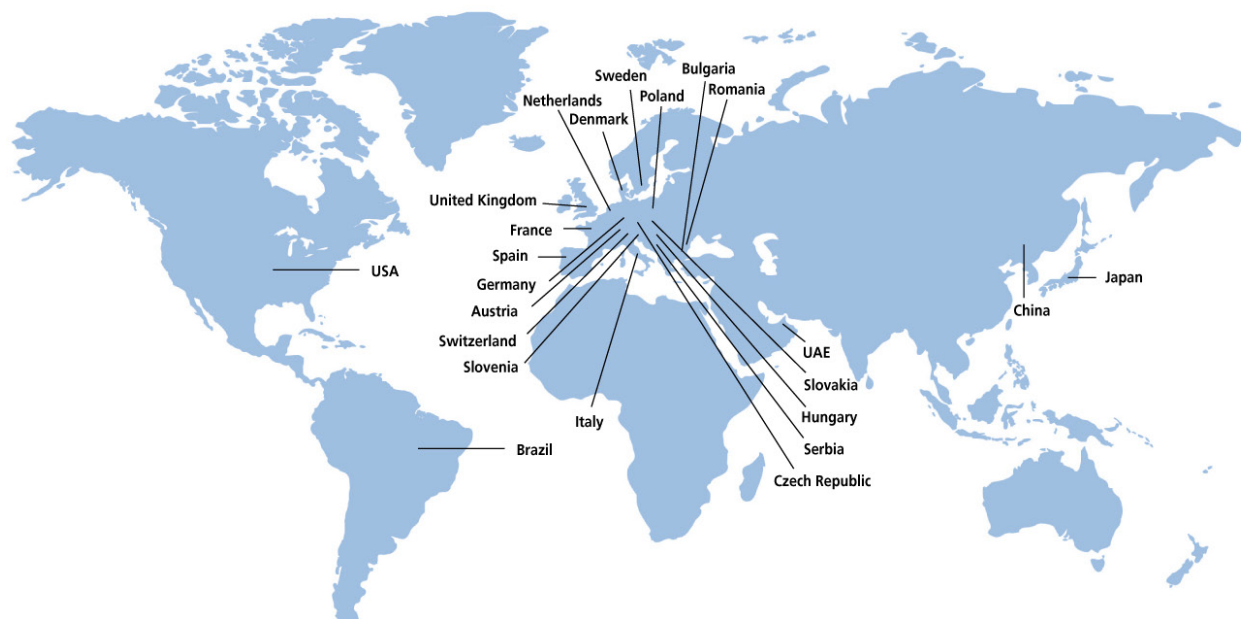 Bulgaria
Sweden
Romania
Poland
Netherlands
Denmark
United Kingdom
France
Spain
USA
Germany
Japan
Austria
China
Switzerland
UAE
Slovenia
Slovakia
Italy
Hungary
Brazil
Serbia
Czech Republic